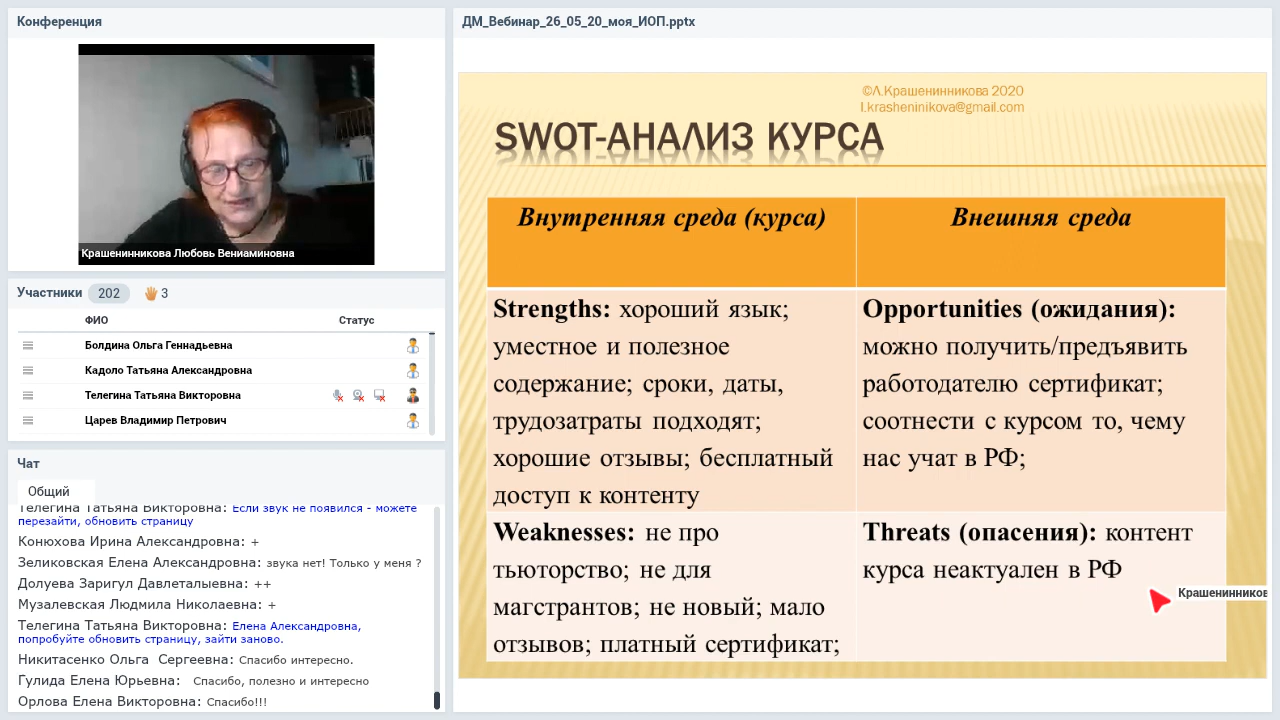 Конференция
Крашенинникова Любовь Вениаминовна
Участники 202 3
ФИО Статус
Болдина Ольга Геннадьевна
Кадоло Татьяна Александровна
Телегина Татьяна Викторовна
Царев Владимир Петрович
Чат
Общий
Телегина Татьяна Викторовна: Если звук не появился - можете
перезайти, обновить страницу
Конюхова Ирина Александровна: +
Зеликовская Елена Александровна: звука нет! Только у меня ?
Долуева Заригул Давлеталыевна: ++
Музалевская Людмила Николаевна: +
Телегина Татьяна Викторовна: Елена Александровна,
попробуйте обновить страницу, зайти заново.
Никитасенко Ольга Сергеевна: Спасибо интересно.
Гулида Елена Юрьевна: Спасибо, полезно и интересно
Орлова Елена Викторовна: Спасибо!!!
ДМ_Вебинар_26_05_20_моя_ИОП.pptx
©Л.Крашенинникова 2020
l.krasheninikova@gmail.com
SWOT-АНАЛИЗ КУРСА
Внутренняя среда (курса)
Внешняя среда
Strengths: хороший язык;
уместное и полезное
содержание; сроки, даты,
трудозатраты подходят;
хорошие отзывы; бесплатный
доступ к контенту
Opportunities (ожидания):
можно получить/предъявить
работодателю сертификат;
соотнести с курсом то, чему
нас учат в РФ;
Weaknesses: не про
тьюторство; не для
магстрантов; не новый; мало
отзывов; платный сертификат;
Threats (опасения): контент
курса неактуален в РФ
Крашенинников